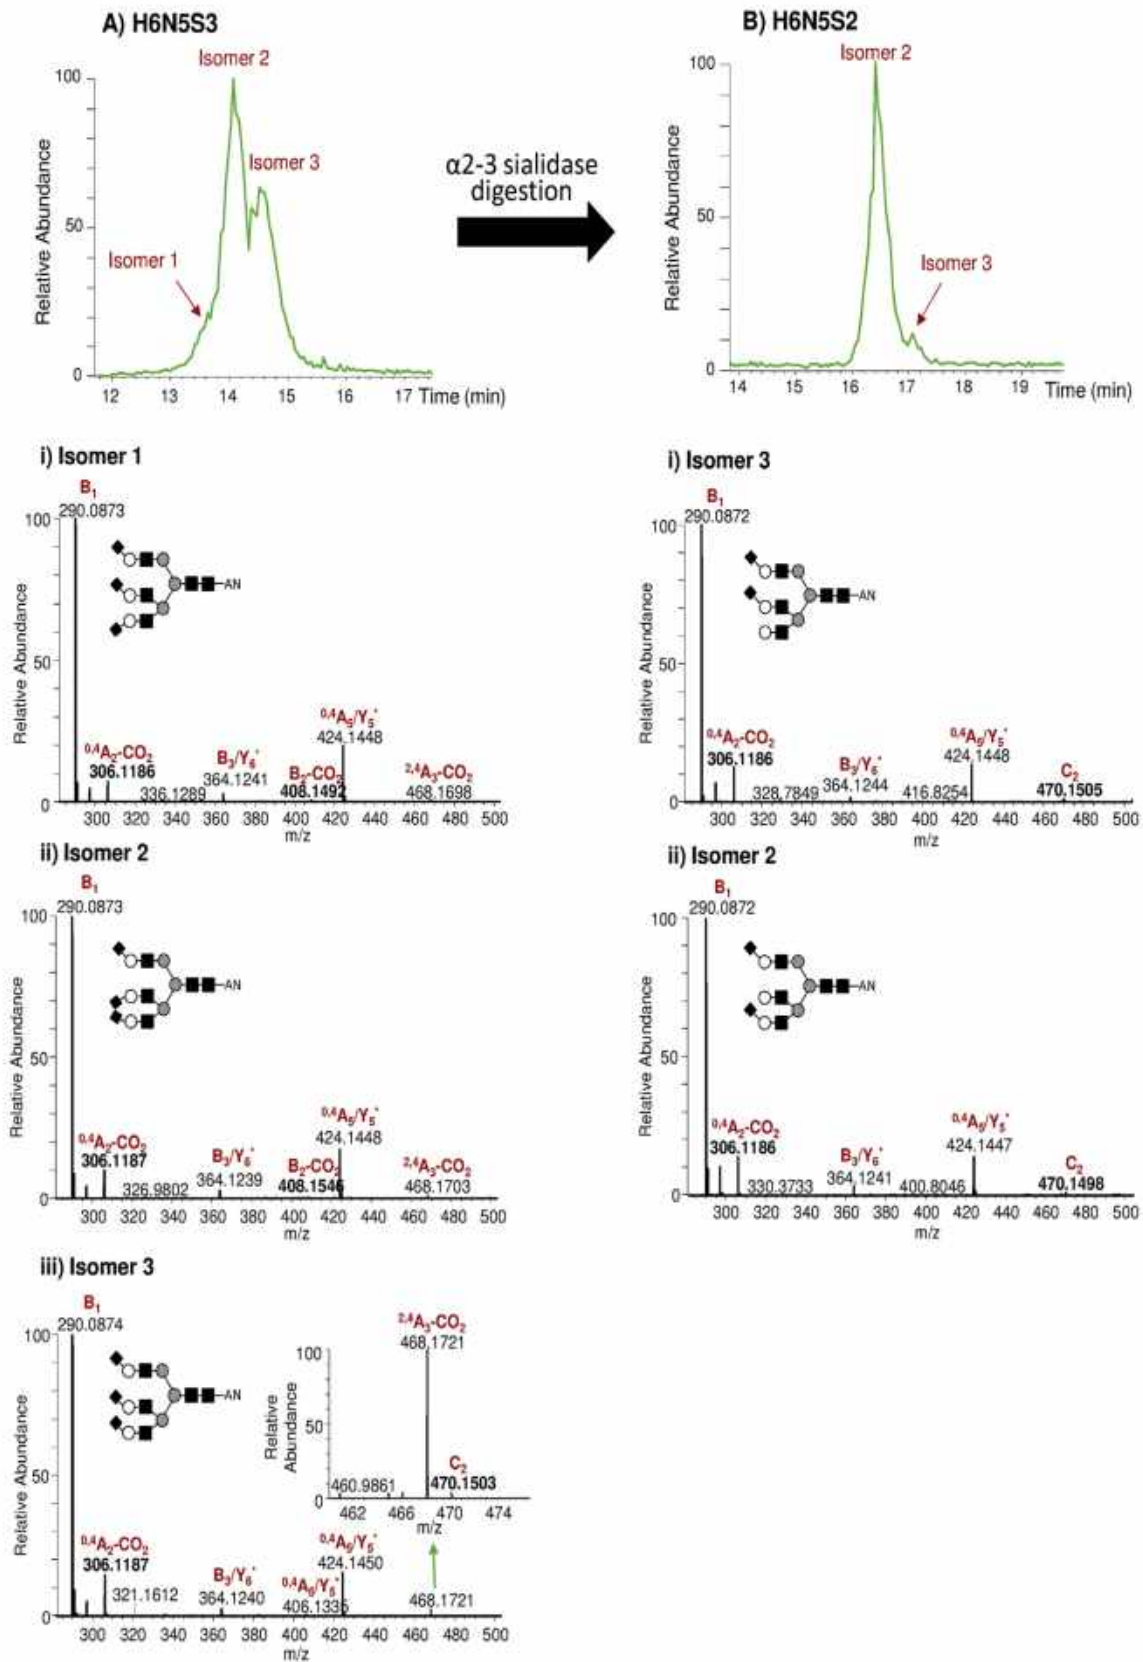 A) H6N5S3
B) H6N5S2
Isomer 2
Isomer 3
Isomer 1
100
50
0
Relative Abundance
12 13 14 15 16 17 Time (min)
α2-3 sialidase
digestion
Isomer 2
Isomer 3
100
50
0
Relative Abundance
14 15 16 17 18 19 Time (min)
i) Isomer 1
B1
290.0873
100
50
0
Relative Abundance
AN
0,4A2-CO2
306.1186
336.1289
B3/Y6"
364.1241
B2-CO2
408.1492
0,4A5/Y5"
424.1448
2,4A3-CO2
468.1698
300 320 340 360 380 400 420 440 460 480 500
m/z
i) Isomer 3
B1
290.0872
100
50
0
Relative Abundance
AN
0,4A2-CO2
306.1186
328.7849
B3/Y6"
364.1244
416.8254
0,4A5/Y5"
424.1448
C2
470.1505
300 320 340 360 380 400 420 440 460 480 500
m/z
ii) Isomer 2
B1
290.0873
100
50
0
Relative Abundance
AN
0,4A2-CO2
306.1187
326.9802
B3/Y6"
364.1239
B2-CO2
408.1546
0,4A5/Y5"
424.1448
2,4A3-CO2
468.1703
300 320 340 360 380 400 420 440 460 480 500
m/z
ii) Isomer 2
B1
290.0872
100
50
0
Relative Abundance
AN
0,4A2-CO2
306.1186
330.3733
B3/Y6"
364.1241
400.8046
0,4A5/Y5"
424.1447
C2
470.1498
300 320 340 360 380 400 420 440 460 480 500
m/z
iii) Isomer 3
B1
290.0874
100
50
0
Relative Abundance
AN
0,4A2-CO2
306.1187
321.1612
B3/Y6"
364.1240
0,4A5/Y5"
406.1335
0,4A5/Y5"
424.1450
468.1721
300 320 340 360 380 400 420 440 460 480 500
m/z
2,4A3-CO2
468.1721
100
50
0
Relative
Abundance
460.9861
C2
470.1503
462 466 470 474
m/z